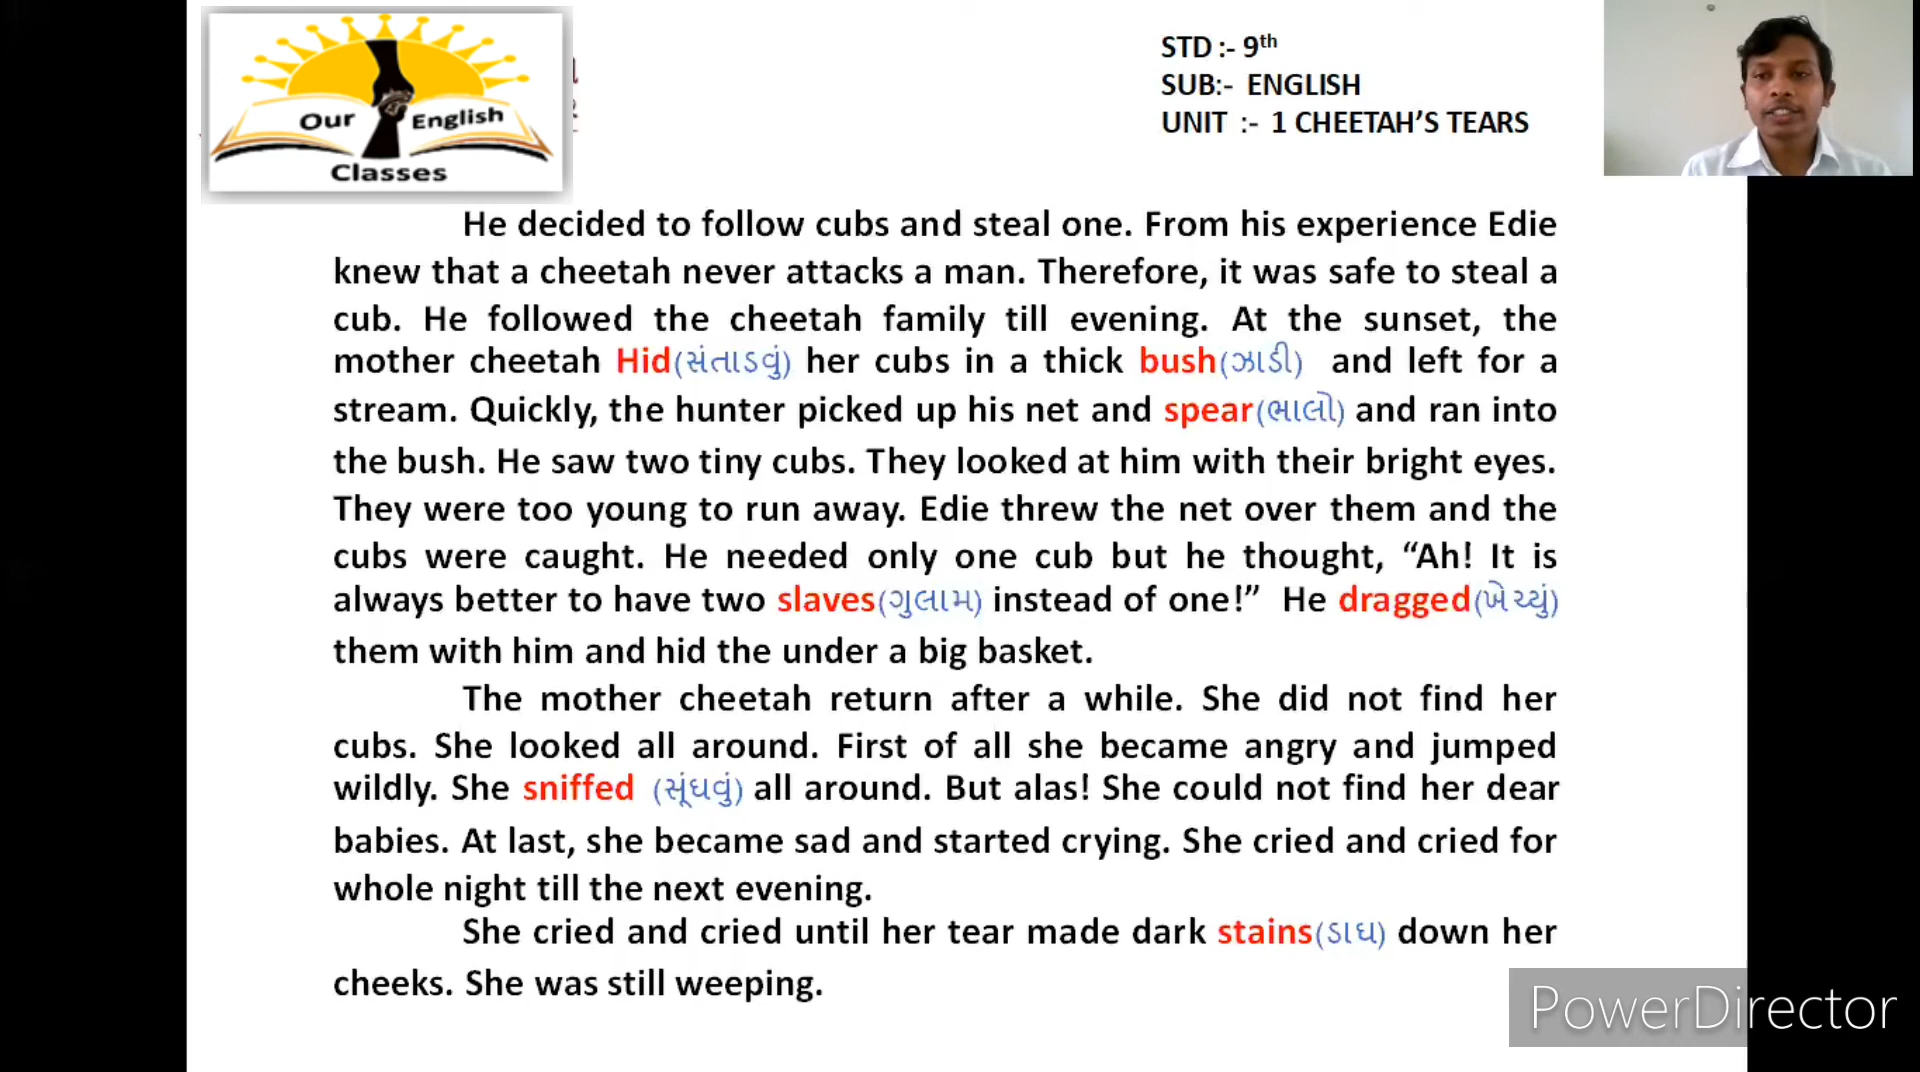 Our English
Classes
STD :- 9th
SUB:- ENGLISH
UNIT :- 1 CHEETAH'S TEARS
He decided to follow cubs and steal one. From his experience Edie
knew that a cheetah never attacks a man. Therefore, it was safe to steal a
cub. He followed the cheetah family till evening. At the sunset, the
mother cheetah Hid(સંતાડવું) her cubs in a thick bush(ઝાડી) and left for a
stream. Quickly, the hunter picked up his net and spear(ભાલો) and ran into
the bush. He saw two tiny cubs. They looked at him with their bright eyes.
They were too young to run away. Edie threw the net over them and the
cubs were caught. He needed only one cub but he thought, “Ah! It is
always better to have two slaves(ગુલામ) instead of one!” He dragged(ખેચ્યું)
them with him and hid the under a big basket.
The mother cheetah return after a while. She did not find her
cubs. She looked all around. First of all she became angry and jumped
wildly. She sniffed (સૂંઘવું) all around. But alas! She could not find her dear
babies. At last, she became sad and started crying. She cried and cried for
whole night till the next evening.
She cried and cried until her tear made dark stains(ડાઘ) down her
cheeks. She was still weeping.
PowerDirector